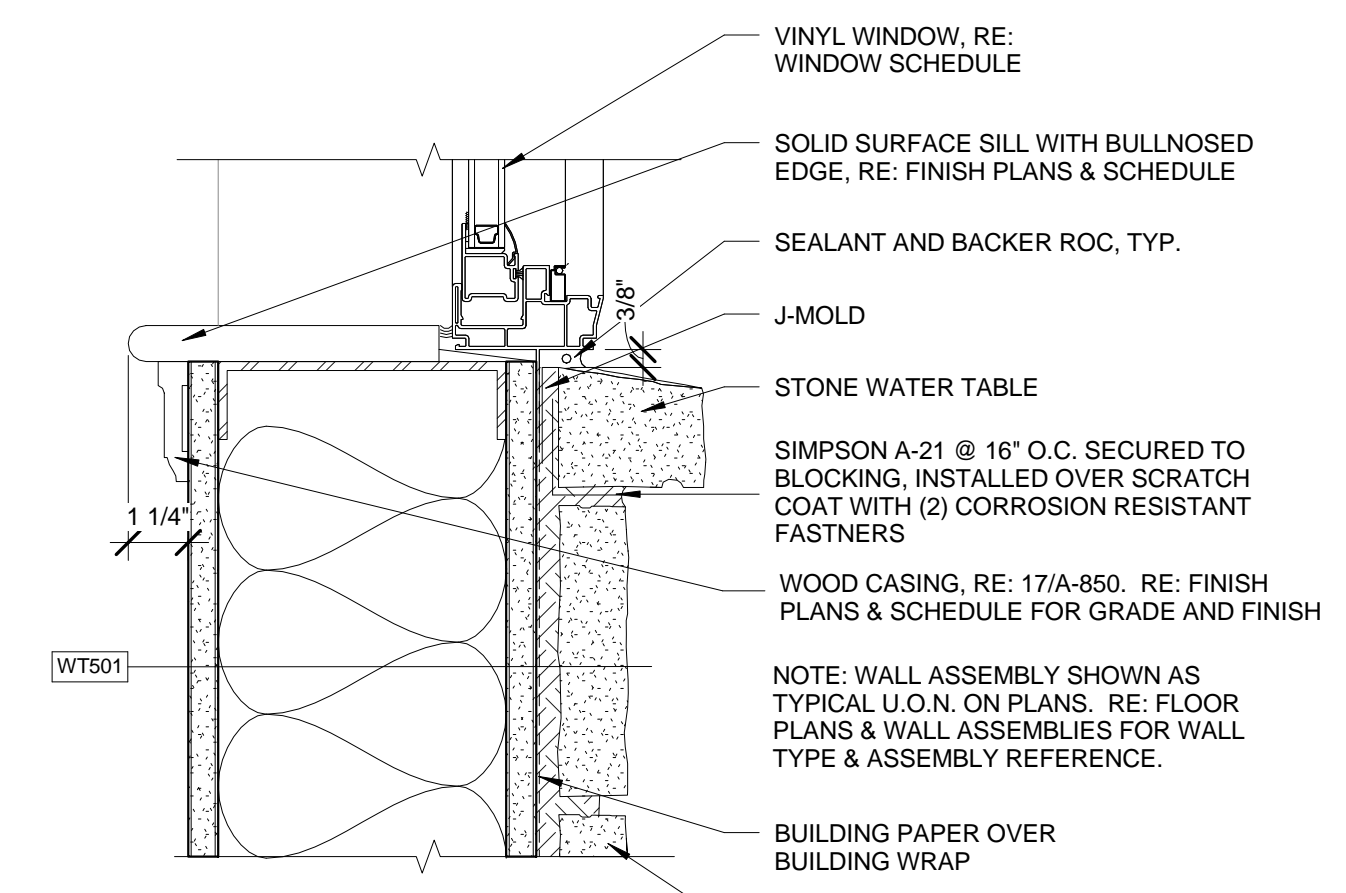 VINYL WINDOW, RE:
WINDOW SCHEDULE
SOLID SURFACE SILL WITH BULLNOSED
EDGE, RE: FINISH PLANS & SCHEDULE
SEALANT AND BACKER ROC, TYP.
3/8"
J-MOLD
STONE WATER TABLE
SIMPSON A-21 @ 16" O.C. SECURED TO
BLOCKING, INSTALLED OVER SCRATCH
COAT WITH (2) CORROSION RESISTANT
FASTNERS
1 1/4"
WOOD CASING, RE: 17/A-850. RE: FINISH
PLANS & SCHEDULE FOR GRADE AND FINISH
WT501
NOTE: WALL ASSEMBLY SHOWN AS
TYPICAL U.O.N. ON PLANS. RE: FLOOR
PLANS & WALL ASSEMBLIES FOR WALL
TYPE & ASSEMBLY REFERENCE.
BUILDING PAPER OVER
BUILDING WRAP